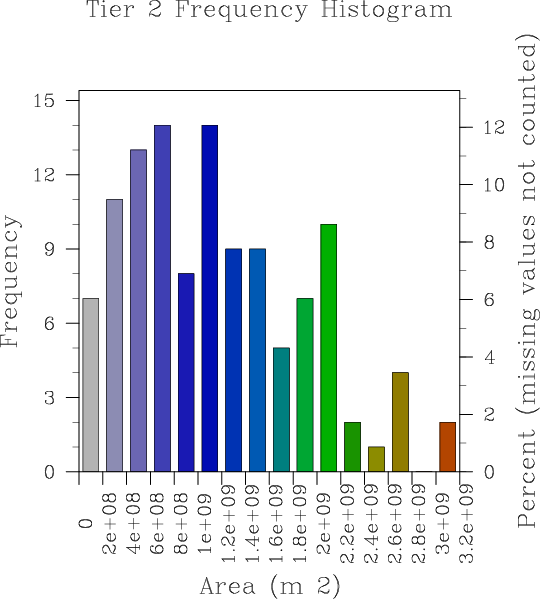 Tier 2 Frequency Histogram
15
12
9
6
3
0
Frequency
12
10
8
6
4
2
0
Percent (missing values not counted)
0
2e+08
4e+08
6e+08
8e+08
1e+09
1.2e+09
1.4e+09
1.6e+09
1.8e+09
2e+09
2.2e+09
2.4e+09
2.6e+09
2.8e+09
3e+09
3.2e+09
Area (m 2)